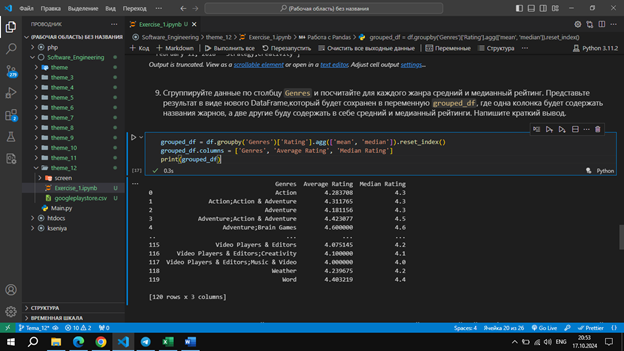 Файл Правка Выделение Вид Переход ...
(Рабочая область) без названия
ПРОВОДНИК
Exercise_1.ipynb U
(РАБОЧАЯ ОБЛАСТЬ) БЕЗ НАЗВАНИЯ
php
Software_Engineering
theme
theme_3
theme_4
theme_5
theme_6
theme_7
theme_8
theme_9
theme_10
theme_11
theme_12
screen
Exercise_1.ipynb U
googleplaystore.csv U
Main.py
htdocs
kseniya
СТРУКТУРА
ВРЕМЕННАЯ ШКАЛА
Software_Engineering > theme_12 > Exercise_1.ipynb > Работа с Pandas > grouped_df = df.groupby('Genres')['Rating'].agg(['mean', 'median']).reset_index()
+ Код + Markdown Выполнить все Перезапустить Очистить все выходные данные Переменные Структура ... Python 3.11.2
Output is truncated. View as a scrollable element or open in a text editor. Adjust cell output settings...
9. Сгруппируйте данные по столбцу Genres и посчитайте для каждого жанра средний и медианный рейтинг. Представьте
результат в виде нового DataFrame,который будет сохранен в переменную grouped_df, где одна колонка будет содержать
названия жарнов, а две другие буду содержать в себе средний и медианный рейтинги. Напишите краткий вывод.
grouped_df = df.groupby('Genres')['Rating'].agg(['mean', 'median']).reset_index()
grouped_df.columns = ['Genres', 'Average Rating', 'Median Rating']
print(grouped_df)
[37] 0.3s Python
Genres Average Rating Median Rating
0 Action 4.283708 4.3
1 Action;Action & Adventure 4.311765 4.3
2 Adventure 4.181156 4.3
3 Adventure;Action & Adventure 4.423077 4.5
4 Adventure;Brain Games 4.600000 4.6
.. ... ... ...
115 Video Players & Editors 4.075145 4.2
116 Video Players & Editors;Creativity 4.100000 4.1
117 Video Players & Editors;Music & Video 4.000000 4.0
118 Weather 4.239675 4.4
119 Word 4.403219 4.4
[120 rows x 3 columns]
Tema_12* 10 2 0 Spaces: 4 Ячейка 20 из 26 Go Live Prettier
ENG 20:53
17.10.2024